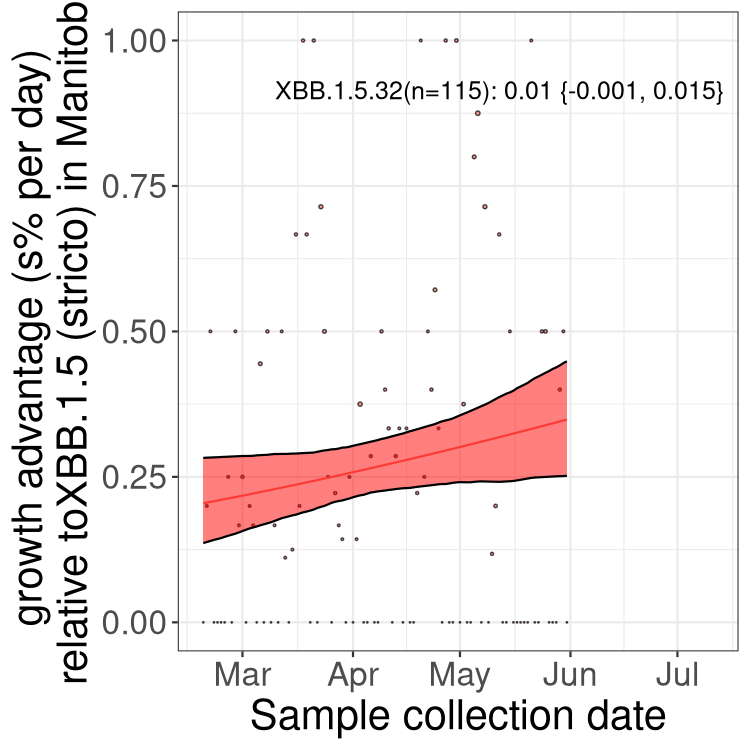 growth advantage (s% per day)
relative toXBB.1.5 (stricto) in Manitob
1.00
0.75
0.50
0.25
0.00
XBB.1.5.32(n=115): 0.01 {-0.001, 0.015}
Mar Apr May Jun Jul
Sample collection date